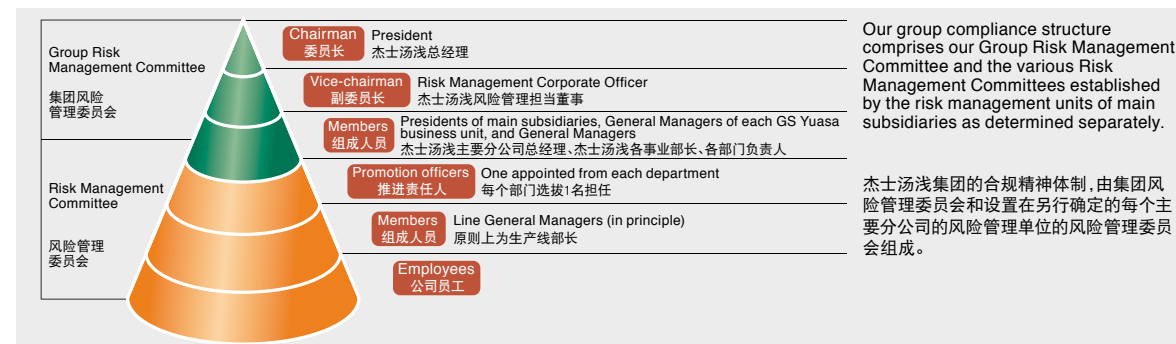 Group Risk
Management Committee
集团风险
管理委员会
Risk Management
Committee
风险管理
委员会
Chairman
委员长
President
杰士汤浅总经理
Vice-chairman
副委员长
Risk Management Corporate Officer
杰士汤浅风险管理担当董事
Members
组成人员
Presidents of main subsidiaries, General Managers of each GS Yuasa
business unit, and General Managers
杰士汤浅主要分公司总经理、杰士汤浅各事业部长、各部门负责人
Promotion officers
推进责任人
One appointed from each department
每个部门选拔1名担任
Members
组成人员
Line General Managers (in principle)
原则上为生产线部长
Employees
公司员工
Our group compliance structure
comprises our Group Risk Management
Committee and the various Risk
Management Committees established
by the risk management units of main
subsidiaries as determined separately.
杰士汤浅集团的合规精神体制，由集团风
险管理委员会和设置在另行确定的每个主
要分公司的风险管理单位的风险管理委员
会组成。